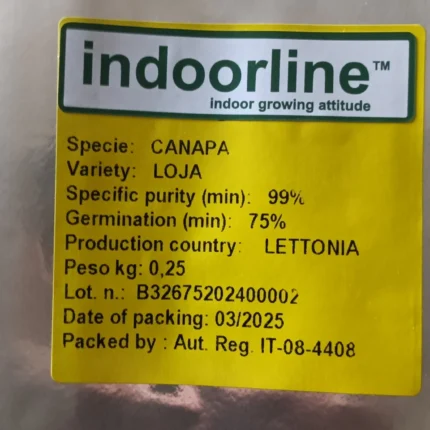 indoorline™
indoor growing attitude
Specie: CANAPA
Variety: LOJA
Specific purity (min): 99%
Germination (min): 75%
Production country: LETTONIA
Peso kg: 0,25
Lot. n.: B32675202400002
Date of packing: 03/2025
Packed by : Aut. Reg. IT-08-4408